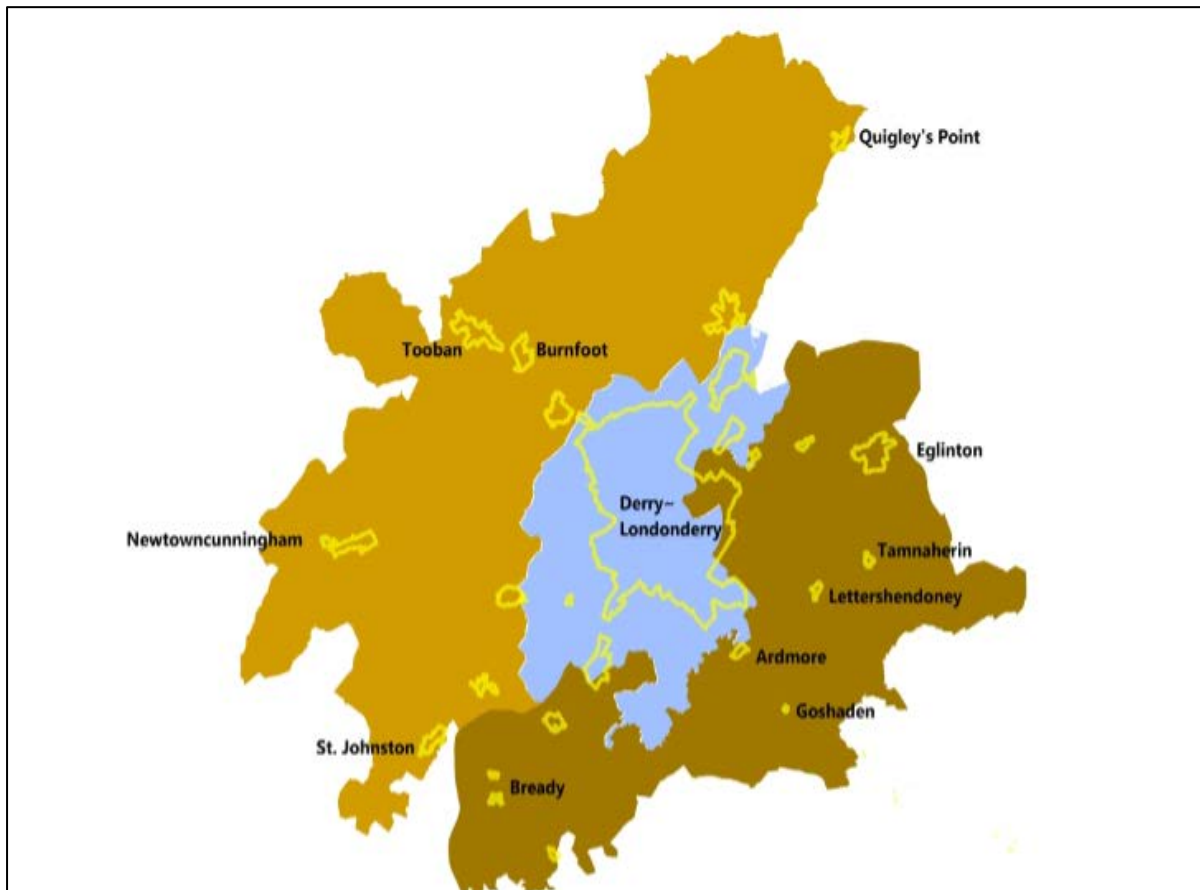 Quigley's Point
Tooban
Burnfoot
Eglinton
Derry~
Londonderry
Newtowncunningham
Tamnaherin
Lettershendoney
Ardmore
Goshaden
St. Johnston
Bready